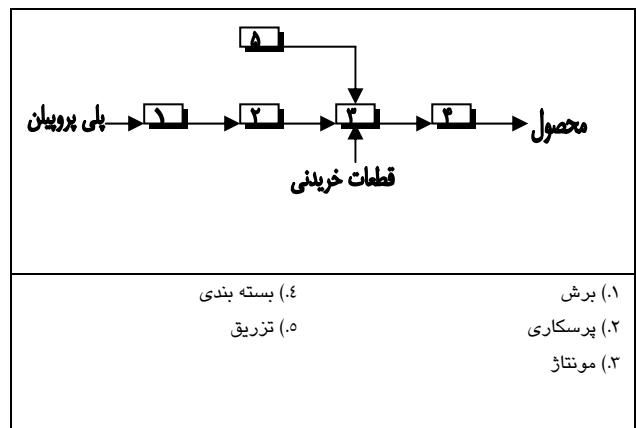 ۵
پلی پروپیلن
۱
۲
۳
۴
محصول
قطعات خریدنی
۱.) برش
۲.) پرسکاری
۳.) مونتاژ
٤.) بسته بندی
۵.) تزریق